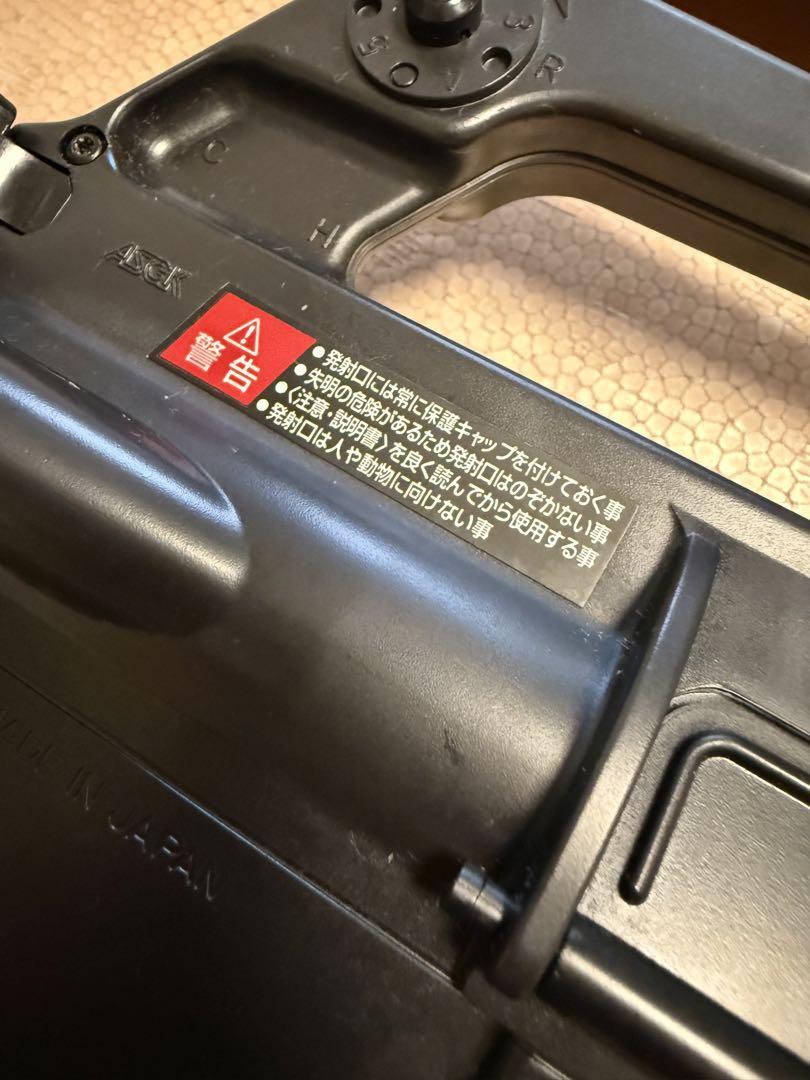 3 R
5 O 4
C
H
ASGK
警告
●発射口には常に保護キャップを付けておく事
●失明の危険があるため発射口はのぞかない事
●〈注意・説明書〉を良く読んでから使用する事
●発射口は人や動物に向けない事
MADE IN JAPAN